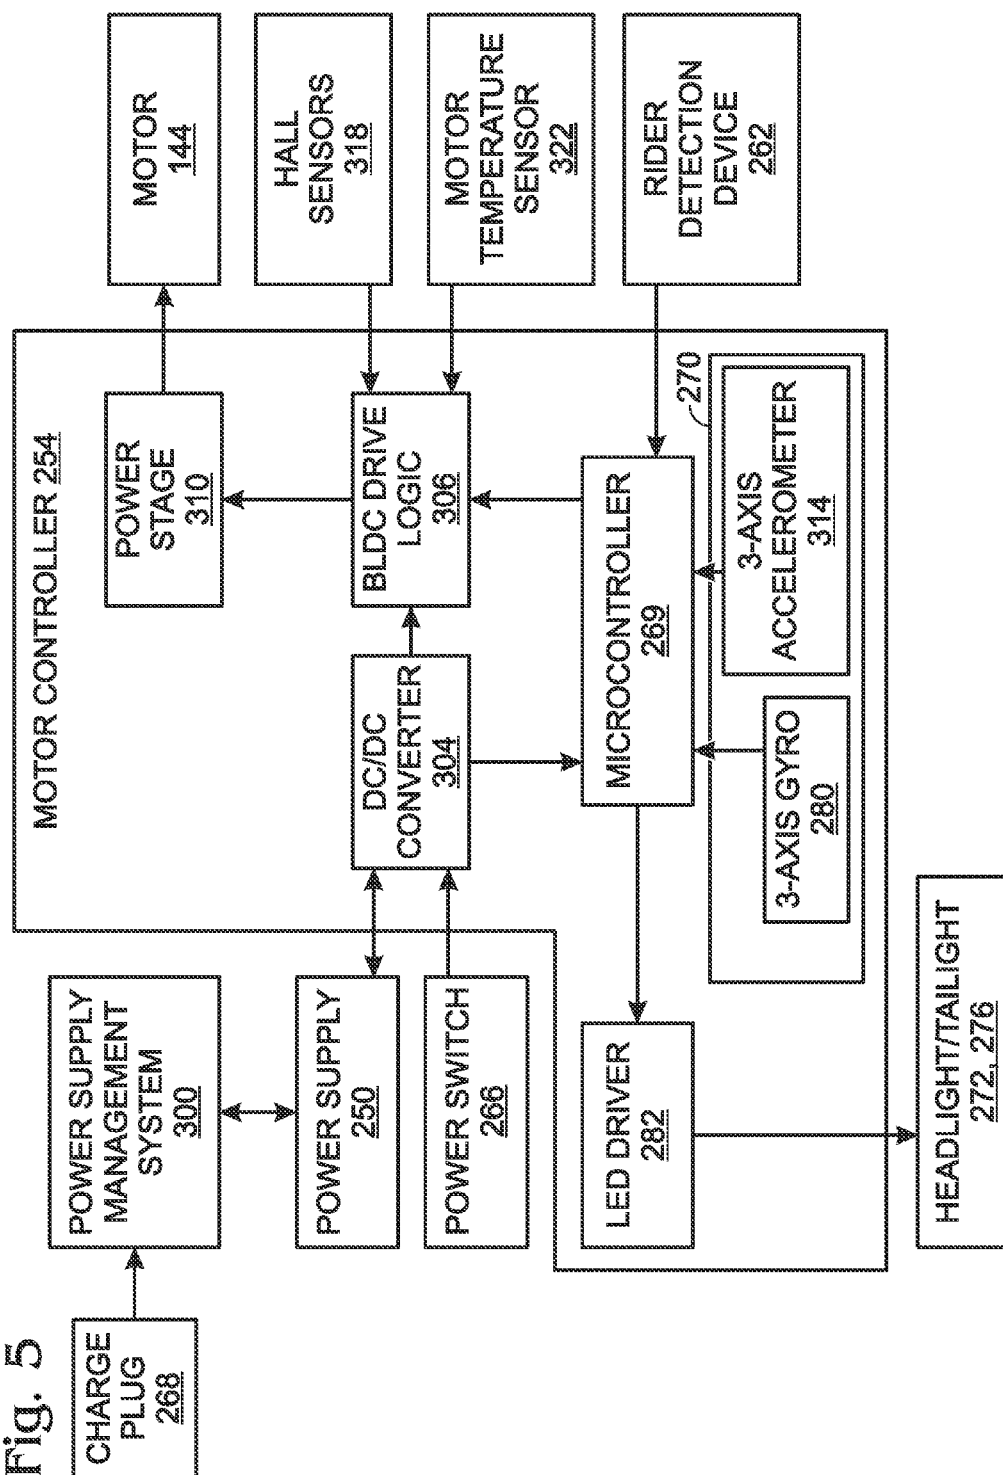 Fig. 5
CHARGE
PLUG
268
POWER SUPPLY
MANAGEMENT
SYSTEM
300
POWER SUPPLY
250
POWER SWITCH
266
MOTOR CONTROLLER 254
POWER
STAGE
310
DC/DC
CONVERTER
304
BLDC DRIVE
LOGIC
306
LED DRIVER
282
MICROCONTROLLER
269
270
3-AXIS GYRO
280
3-AXIS
ACCELEROMETER
314
MOTOR
144
HALL
SENSORS
318
MOTOR
TEMPERATURE
SENSOR
322
RIDER
DETECTION
DEVICE
262
HEADLIGHT/TAILIGHT
272, 276